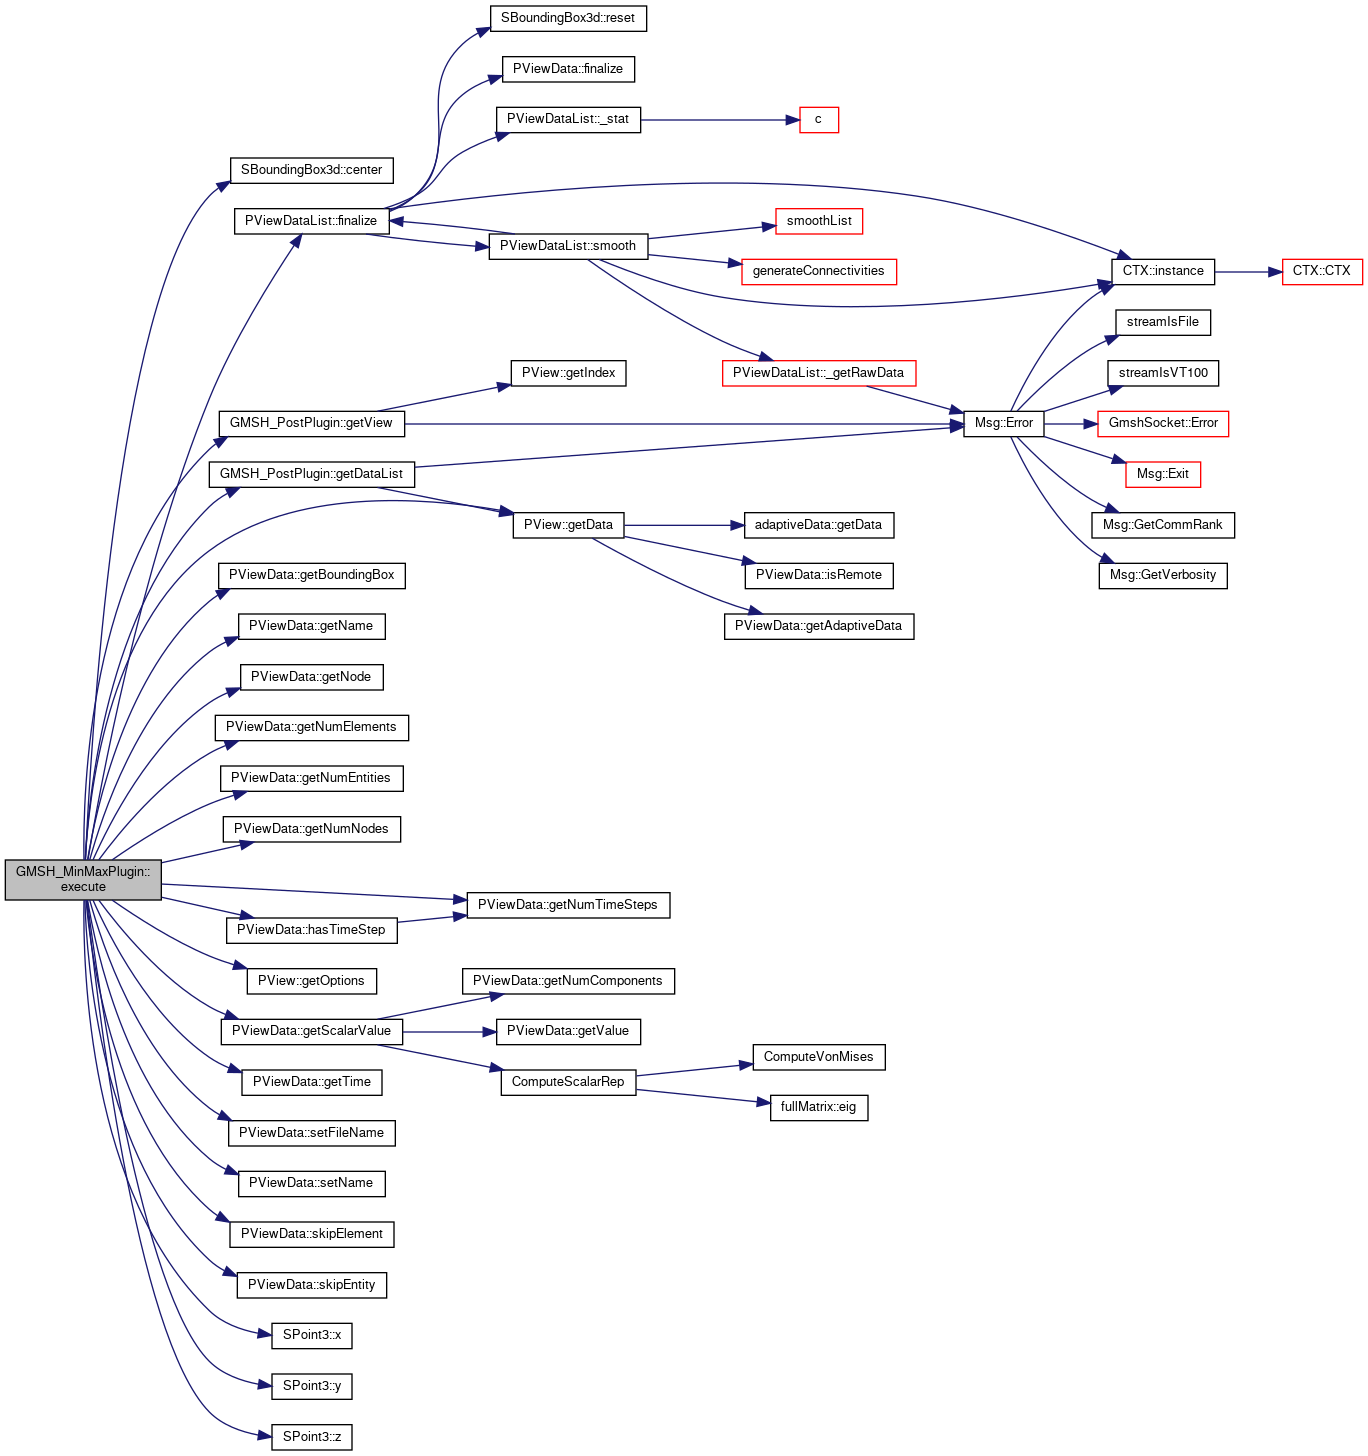 SBoundingBox3d::reset
PViewData::finalize
PViewDataList::_stat
c
SBoundingBox3d::center
PViewDataList::finalize
smoothList
PViewDataList::smooth
generateConnectivities
CTX::instance
CTX::CTX
streamIsFile
PView::getIndex
PViewDataList::_getRawData
streamIsVT100
GMSH_PostPlugin::getView
Msg::Error
GmshSocket::Error
GMSH_PostPlugin::getDataList
Msg::Exit
PView::getData
adaptiveData::getData
Msg::GetCommRank
PViewData::getBoundingBox
PViewData::isRemote
Msg::GetVerbosity
PViewData::getName
PViewData::getAdaptiveData
PViewData::getNode
PViewData::getNumElements
PViewData::getNumEntities
PViewData::getNumNodes
GMSH_MinMaxPlugin::
execute
PViewData::getNumTimeSteps
PViewData::hasTimeStep
PView::getOptions
PViewData::getNumComponents
PViewData::getScalarValue
PViewData::getValue
ComputeVonMises
PViewData::getTime
ComputeScalarRep
fullMatrix::eig
PViewData::setFileName
PViewData::setName
PViewData::skipElement
PViewData::skipEntity
SPoint3::x
SPoint3::y
SPoint3::z